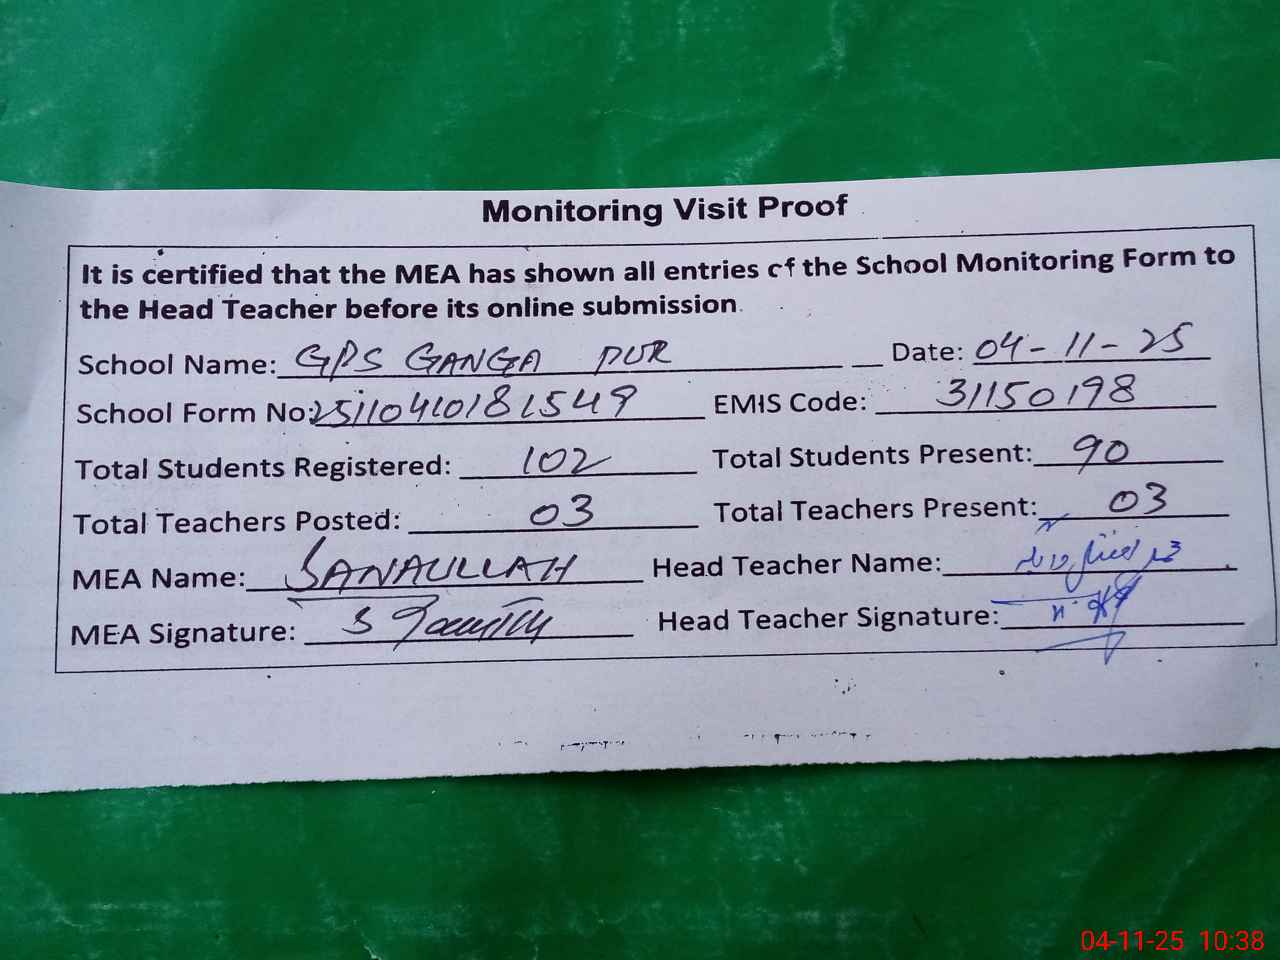 Monitoring Visit Proof
It is certified that the MEA has shown all entries of the School Monitoring Form to
the Head Teacher before its online submission.
School Name: GPS GANGA PUR Date: 04-11-25
School Form No: 25110410181549 EMIS Code: 31150198
Total Students Registered: 102 Total Students Present: 90
Total Teachers Posted: 03 Total Teachers Present: 03
MEA Name: SANAULLAH Head Teacher Name:
MEA Signature: Head Teacher Signature:
04-11-25 10:38